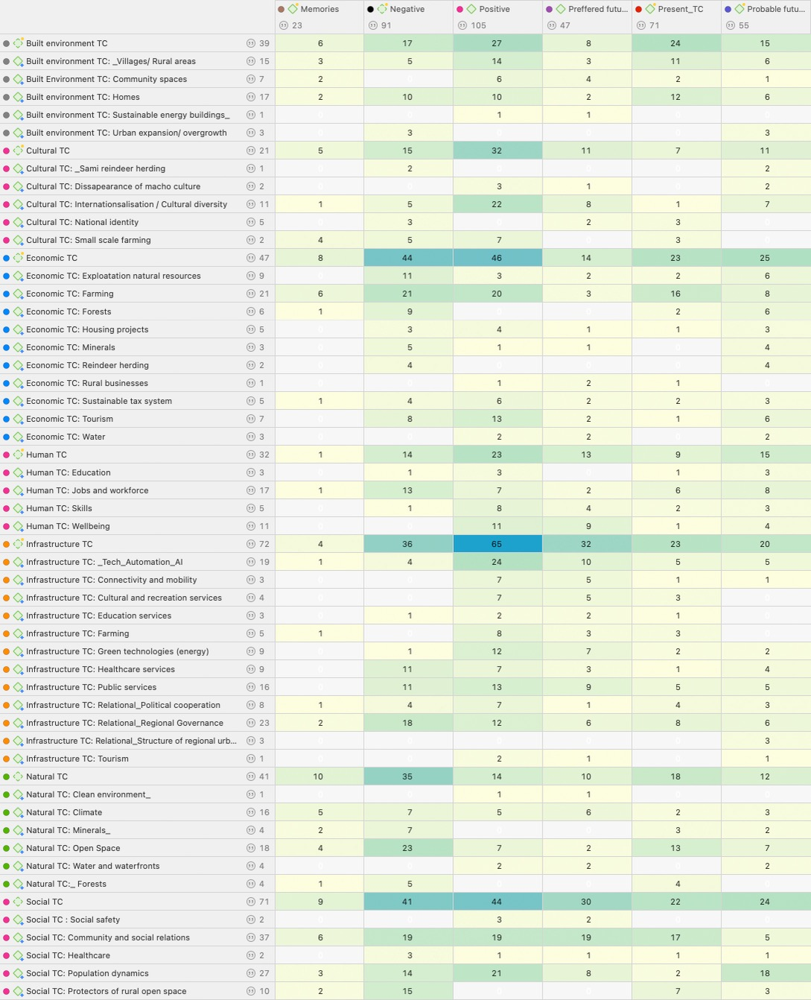 Memories Negative Positive Preffered futu... Present_TC Probable futu...
23 91 105 47 71 55
Built environment TC 39 6 17 27 8 24 15
Built environment TC: _Villages/ Rural areas 15 3 5 14 3 11 6
Built Environment TC: Community spaces 7 2 0 6 4 2 1
Built environment TC: Homes 17 2 10 10 2 12 6
Built environment TC: Sustainable energy buildings_ 1 0 0 1 1 0 0
Built environment TC: Urban expansion/ overgrowth 3 0 3 0 0 0 3
Cultural TC 21 5 15 32 11 7 11
Cultural TC: _Sami reindeer herding 1 0 2 0 0 0 2
Cultural TC: Dissapearance of macho culture 2 0 0 3 1 0 2
Cultural TC: Internationsalisation / Cultural diversity 11 1 5 22 8 1 7
Cultural TC: National identity 5 0 3 0 2 3 0
Cultural TC: Small scale farming 2 4 5 7 0 3 0
Economic TC 47 8 44 46 14 23 25
Economic TC: Exploatation natural resources 9 0 11 3 2 2 6
Economic TC: Farming 21 6 21 20 3 16 8
Economic TC: Forests 6 1 9 0 0 2 6
Economic TC: Housing projects 5 0 3 4 1 1 3
Economic TC: Minerals 3 0 5 1 1 0 4
Economic TC: Reindeer herding 2 0 4 0 0 0 4
Economic TC: Rural businesses 1 0 0 1 2 1 0
Economic TC: Sustainable tax system 5 1 4 6 2 2 3
Economic TC: Tourism 7 0 8 13 2 1 6
Economic TC: Water 3 0 0 2 2 0 2
Human TC 32 1 14 23 13 9 15
Human TC: Education 3 0 1 3 0 1 3
Human TC: Jobs and workforce 17 1 13 7 2 6 8
Human TC: Skills 5 0 1 8 4 2 3
Human TC: Wellbeing 11 0 0 11 9 1 4
Infrastructure TC 72 4 36 65 32 23 20
Infrastructure TC: _Tech_Automation_AI 19 1 4 24 10 5 5
Infrastructure TC: Connectivity and mobility 3 0 0 7 5 1 1
Infrastructure TC: Cultural and recreation services 4 0 0 7 5 3 0
Infrastructure TC: Education services 3 0 1 2 2 1 0
Infrastructure TC: Farming 5 1 0 8 3 3 0
Infrastructure TC: Green technologies (energy) 9 0 1 12 7 2 2
Infrastructure TC: Healthcare services 9 0 11 7 3 1 4
Infrastructure TC: Public services 16 0 11 13 9 5 5
Infrastructure TC: Relational_Political cooperation 8 1 4 7 1 4 3
Infrastructure TC: Relational_Regional Governance 23 2 18 12 6 8 6
Infrastructure TC: Relational_Structure of regional urb... 3 0 0 0 0 0 3
Infrastructure TC: Tourism 1 0 0 2 1 0 1
Natural TC 41 10 35 14 10 18 12
Natural TC: Clean environment_ 1 0 0 1 1 0 0
Natural TC: Climate 16 5 7 5 6 2 3
Natural TC: Minerals_ 4 2 7 0 0 3 2
Natural TC: Open Space 18 4 23 7 2 13 7
Natural TC: Water and waterfronts 4 0 0 2 2 0 2
Natural TC:_ Forests 4 1 5 0 0 4 0
Social TC 71 9 41 44 30 22 24
Social TC : Social safety 2 0 0 3 2 0 0
Social TC: Community and social relations 37 6 19 19 19 17 5
Social TC: Healthcare 2 0 3 1 1 1 1
Social TC: Population dynamics 27 3 14 21 8 2 18
Social TC: Protectors of rural open space 10 2 15 0 0 7 3